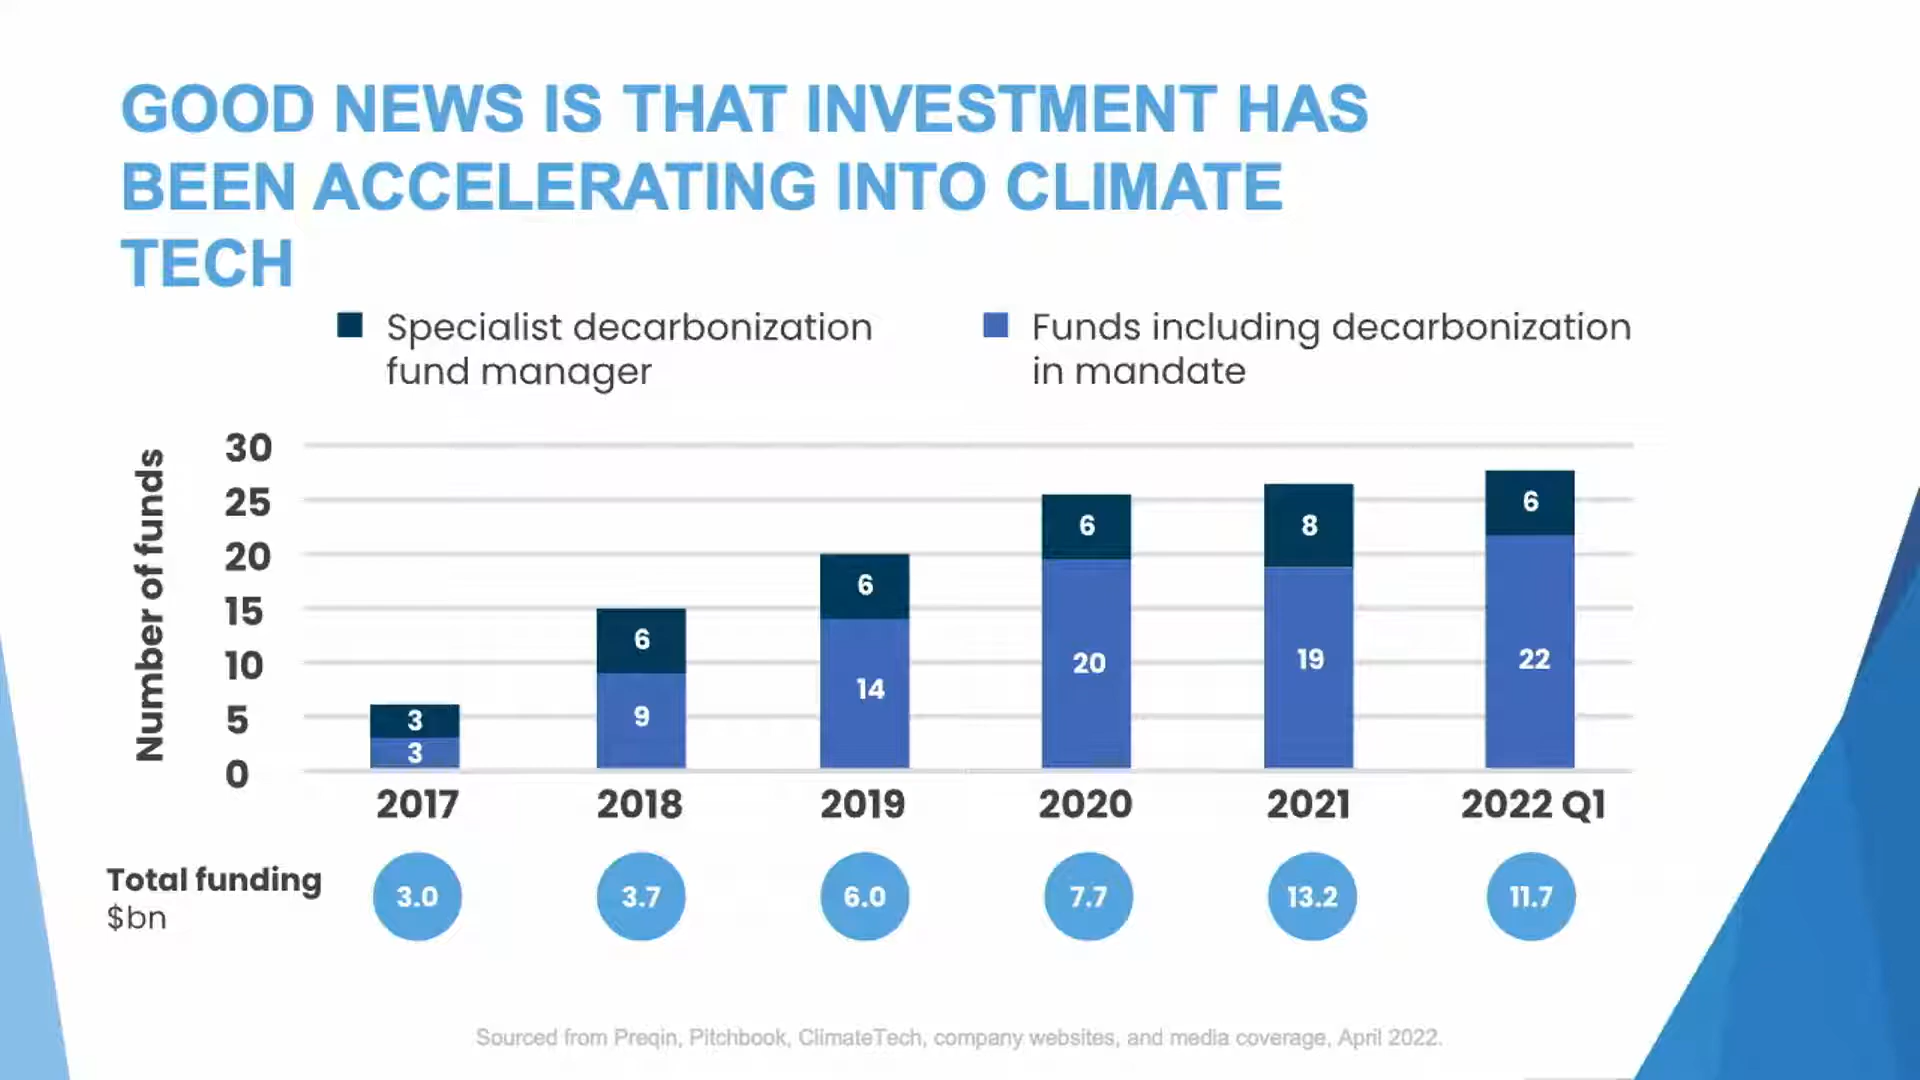 GOOD NEWS IS THAT INVESTMENT HAS
BEEN ACCELERATING INTO CLIMATE
TECH
Specialist decarbonization
fund manager
Funds including decarbonization
in mandate
Number of funds
30
25
20
15
10
5
0
3
3
6
9
6
14
6
20
8
19
6
22
2017
2018
2019
2020
2021
2022 Q1
Total funding
$bn
3.0
3.7
6.0
7.7
13.2
11.7
Sourced from Preqin, Pitchbook, ClimateTech, company websites, and media coverage, April 2022.